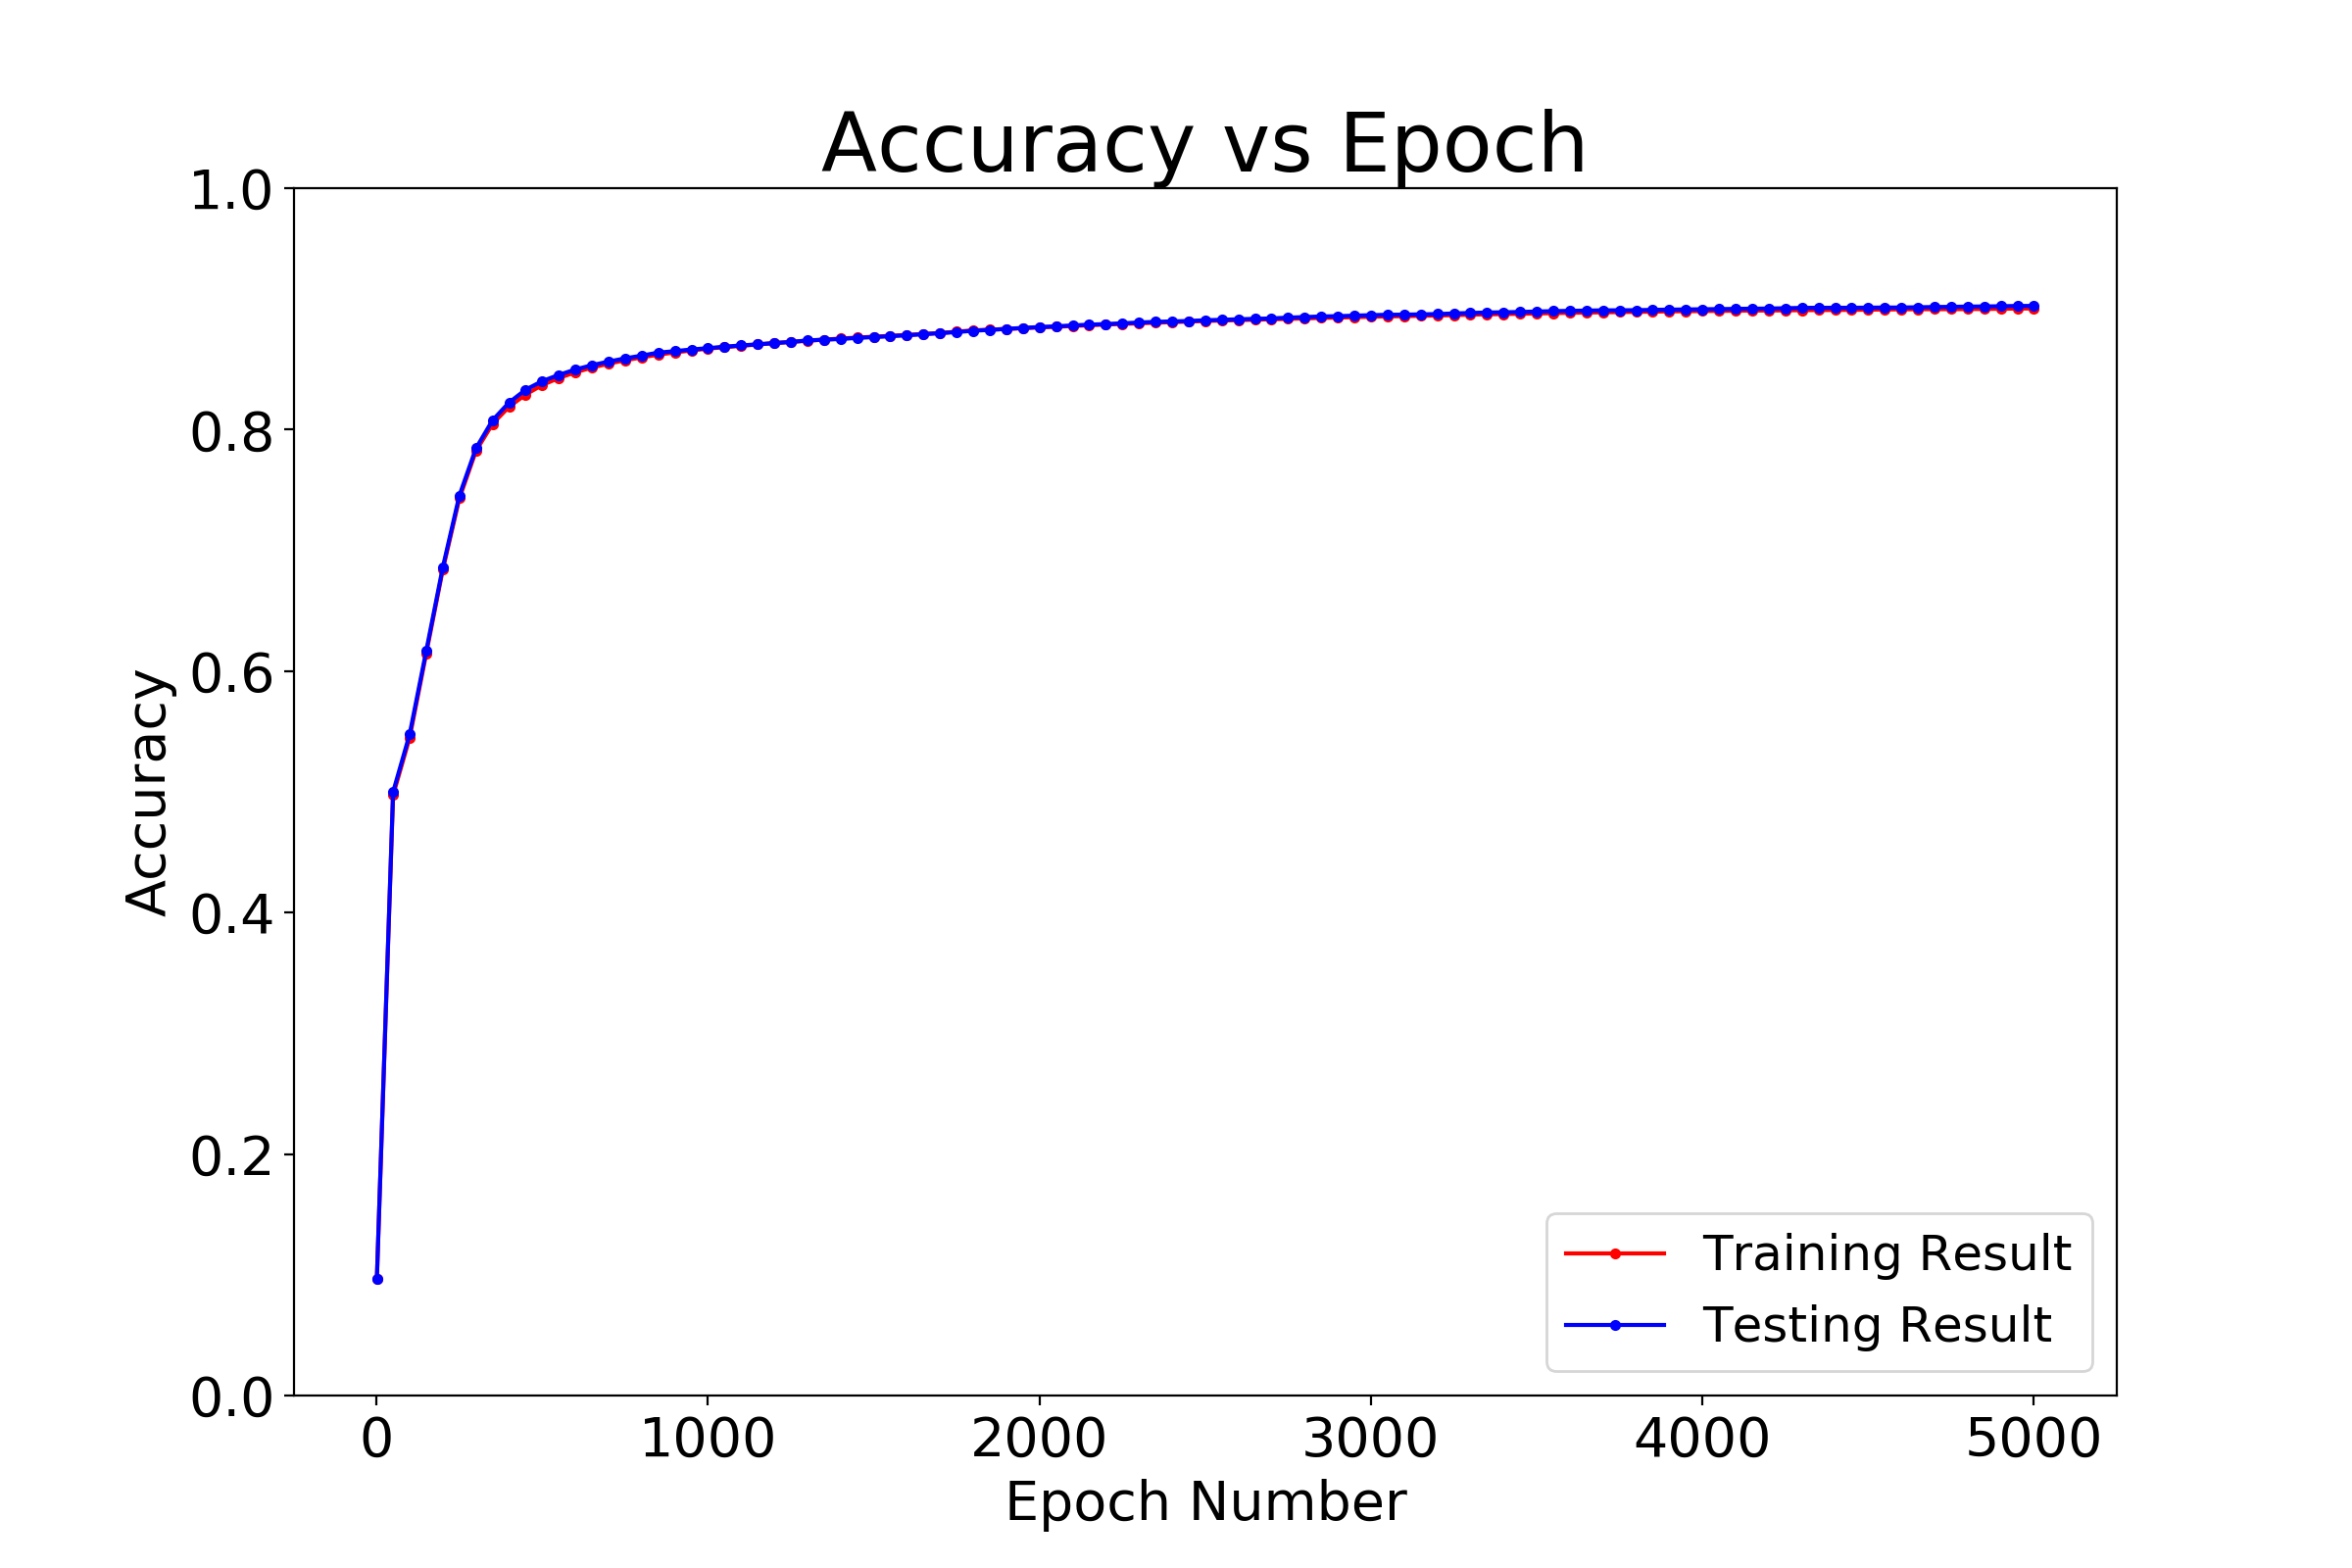 Accuracy vs Epoch
1.0
0.8
0.6
0.4
0.2
0.0
Accuracy
0 1000 2000 3000 4000 5000
Epoch Number
Training Result
Testing Result